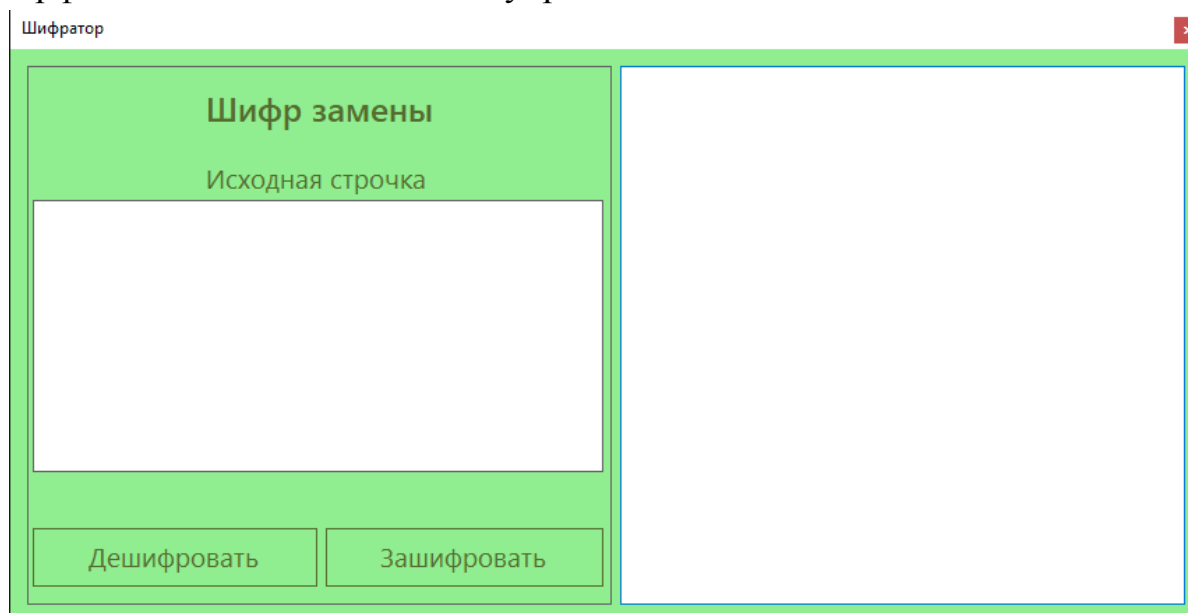 Шифратор
Шифр замены
Исходная строчка
Дешифровать
Зашифровать